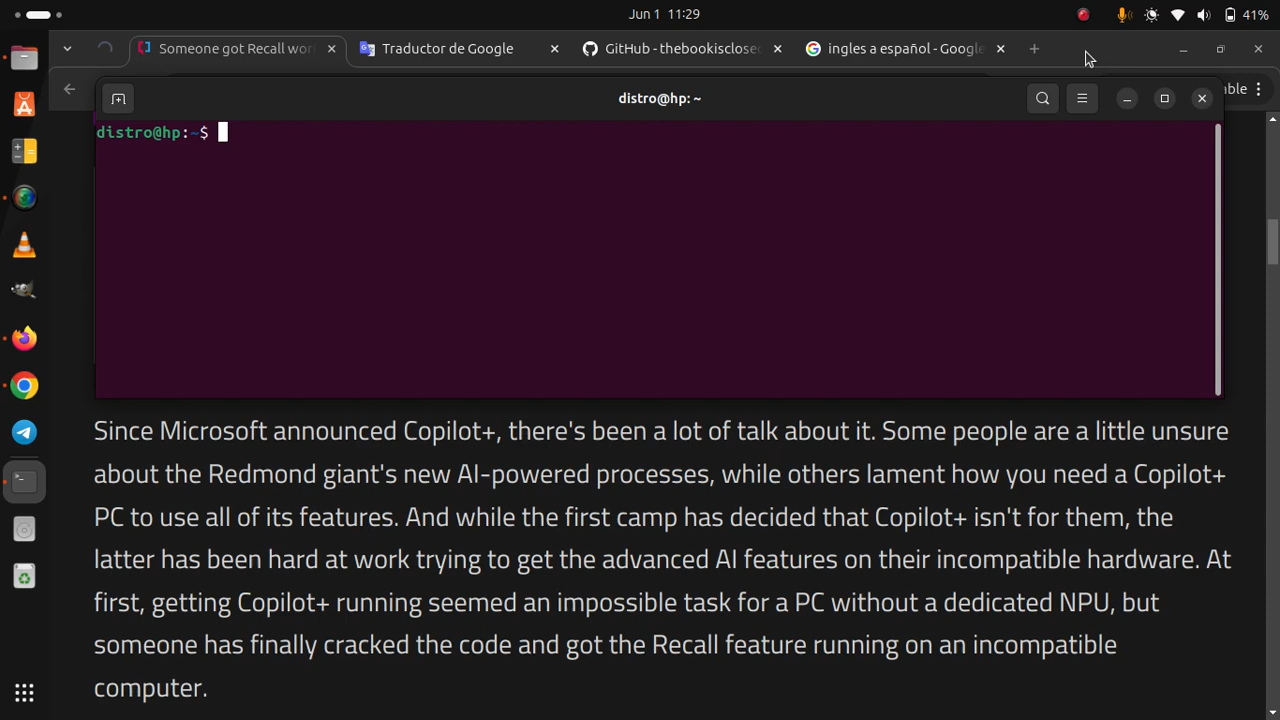 Jun 1 11:29
41%
Someone got Recall wor
Traductor de Google
GitHub - thebookisclosec
ingles a español - Google
able
distro@hp: ~
distro@hp:~$
Since Microsoft announced Copilot+, there's been a lot of talk about it. Some people are a little unsure
about the Redmond giant's new AI-powered processes, while others lament how you need a Copilot+
PC to use all of its features. And while the first camp has decided that Copilot+ isn't for them, the
latter has been hard at work trying to get the advanced AI features on their incompatible hardware. At
first, getting Copilot+ running seemed an impossible task for a PC without a dedicated NPU, but
someone has finally cracked the code and got the Recall feature running on an incompatible
computer.